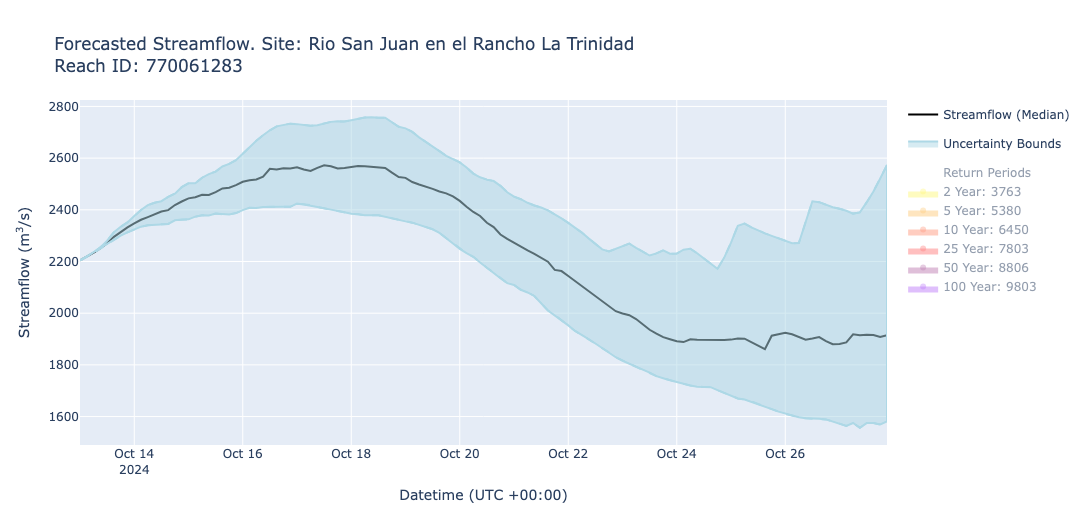 Forecasted Streamflow. Site: Rio San Juan en el Rancho La Trinidad
Reach ID: 770061283
2800
2600
2400
2200
2000
1800
1600
Streamflow (m³/s)
Oct 14
2024
Oct 16
Oct 18
Oct 20
Oct 22
Oct 24
Oct 26
Datetime (UTC +00:00)
Streamflow (Median)
Uncertainty Bounds
Return Periods
2 Year: 3763
5 Year: 5380
10 Year: 6450
25 Year: 7803
50 Year: 8806
100 Year: 9803